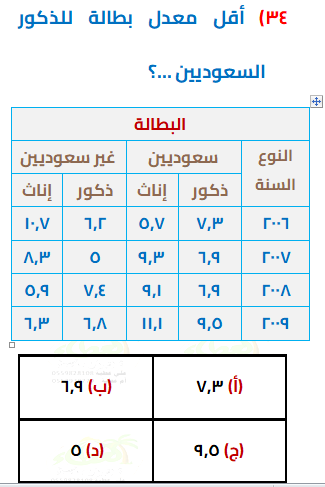 ٣٤) أقل معدل بطالة للذكور
السعوديين ...؟
البطالة
النوع سعوديين غير سعوديين
السنة ذكور إناث ذكور إناث
٢٠٠٦ ٧,٣ ٥,٧ ٦,٢ ١٠,٧
٢٠٠٧ ٦,٩ ٩,٣ ٥ ٨,٣
٢٠٠٨ ٦,٩ ٩,١ ٧,٤ ٥,٩
٢٠٠٩ ٩,٥ ١١,١ ٦,٨ ٦,٣
(أ) ٧,٣ (ب) ٦,٩
(ج) ٩,٥ (د) ٥